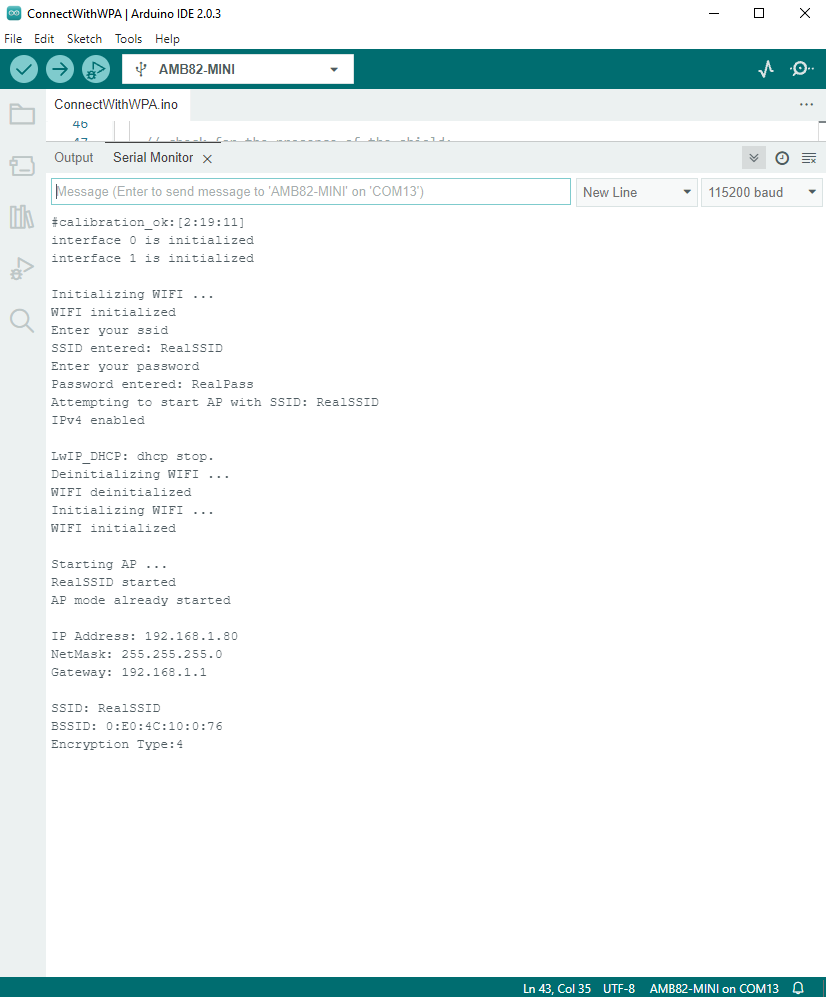 ConnectWithWPA | Arduino IDE 2.0.3
File Edit Sketch Tools Help
AMB82-MINI
ConnectWithWPA.ino
46
47 // check for the presence of the shield:
Output Serial Monitor
Message (Enter to send message to 'AMB82-MINI' on 'COM13')
New Line
115200 baud
#calibration_ok:[2:19:11]
interface 0 is initialized
interface 1 is initialized
Initializing WIFI ...
WIFI initialized
Enter your ssid
SSID entered: RealSSID
Enter your password
Password entered: RealPass
Attempting to start AP with SSID: RealSSID
IPv4 enabled
LwIP_DHCP: dhcp stop.
Deinitializing WIFI ...
WIFI deinitialized
Initializing WIFI ...
WIFI initialized
Starting AP ...
RealSSID started
AP mode already started
IP Address: 192.168.1.80
NetMask: 255.255.255.0
Gateway: 192.168.1.1
SSID: RealSSID
BSSID: 0:E0:4C:10:0:76
Encryption Type:4
Ln 43, Col 35 UTF-8 AMB82-MINI on COM13